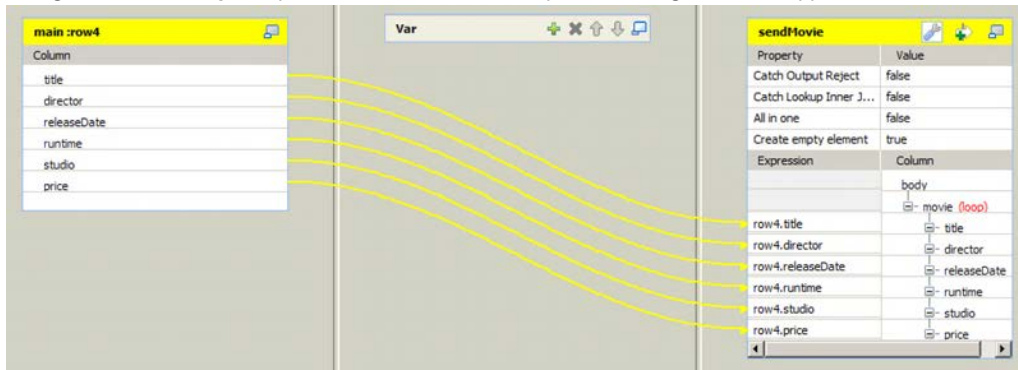 main :row4
Column
title
director
releaseDate
runtime
studio
price
Var
sendMovie
Property Value
Catch Output Reject false
Catch Lookup Inner J... false
All in one false
Create empty element true
Expression Column
body
movie (loop)
row4.title title
row4.director director
row4.releaseDate releaseDate
row4.runtime runtime
row4.studio studio
row4.price price